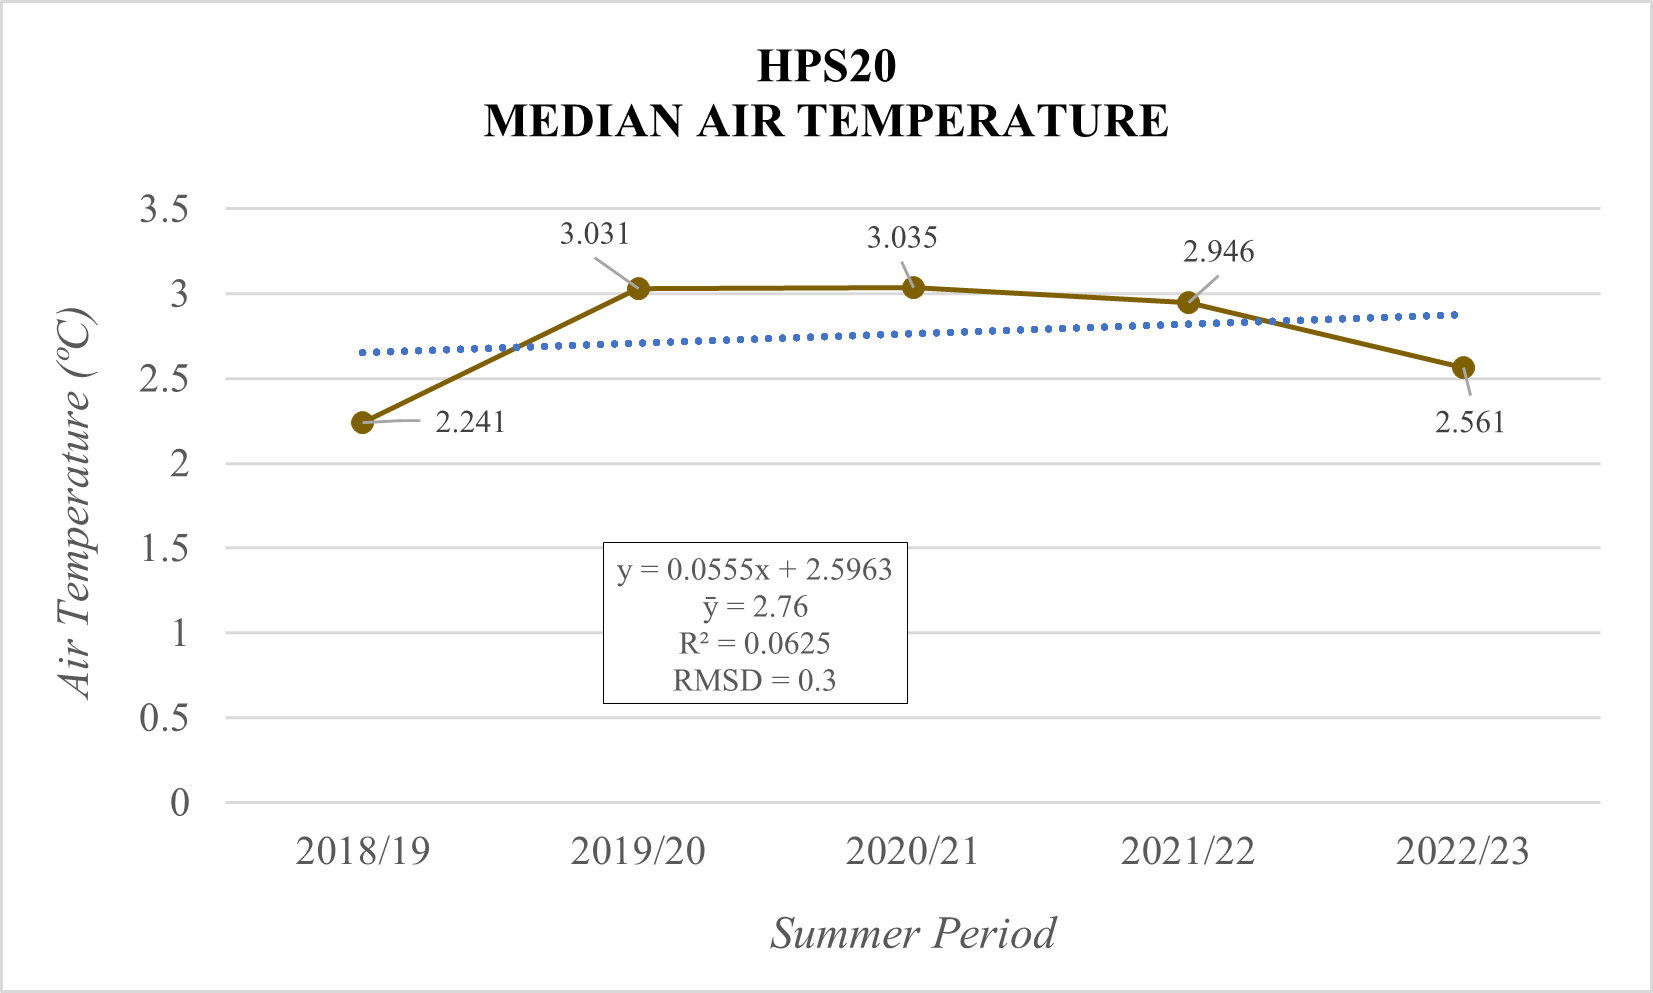 HPS20
MEDIAN AIR TEMPERATURE
Air Temperature (ºC)
3.5
3
2.5
2
1.5
1
0.5
0
3.031
3.035
2.946
2.241
2.561
y = 0.0555x + 2.5963
ȳ = 2.76
R² = 0.0625
RMSD = 0.3
2018/19
2019/20
2020/21
2021/22
2022/23
Summer Period